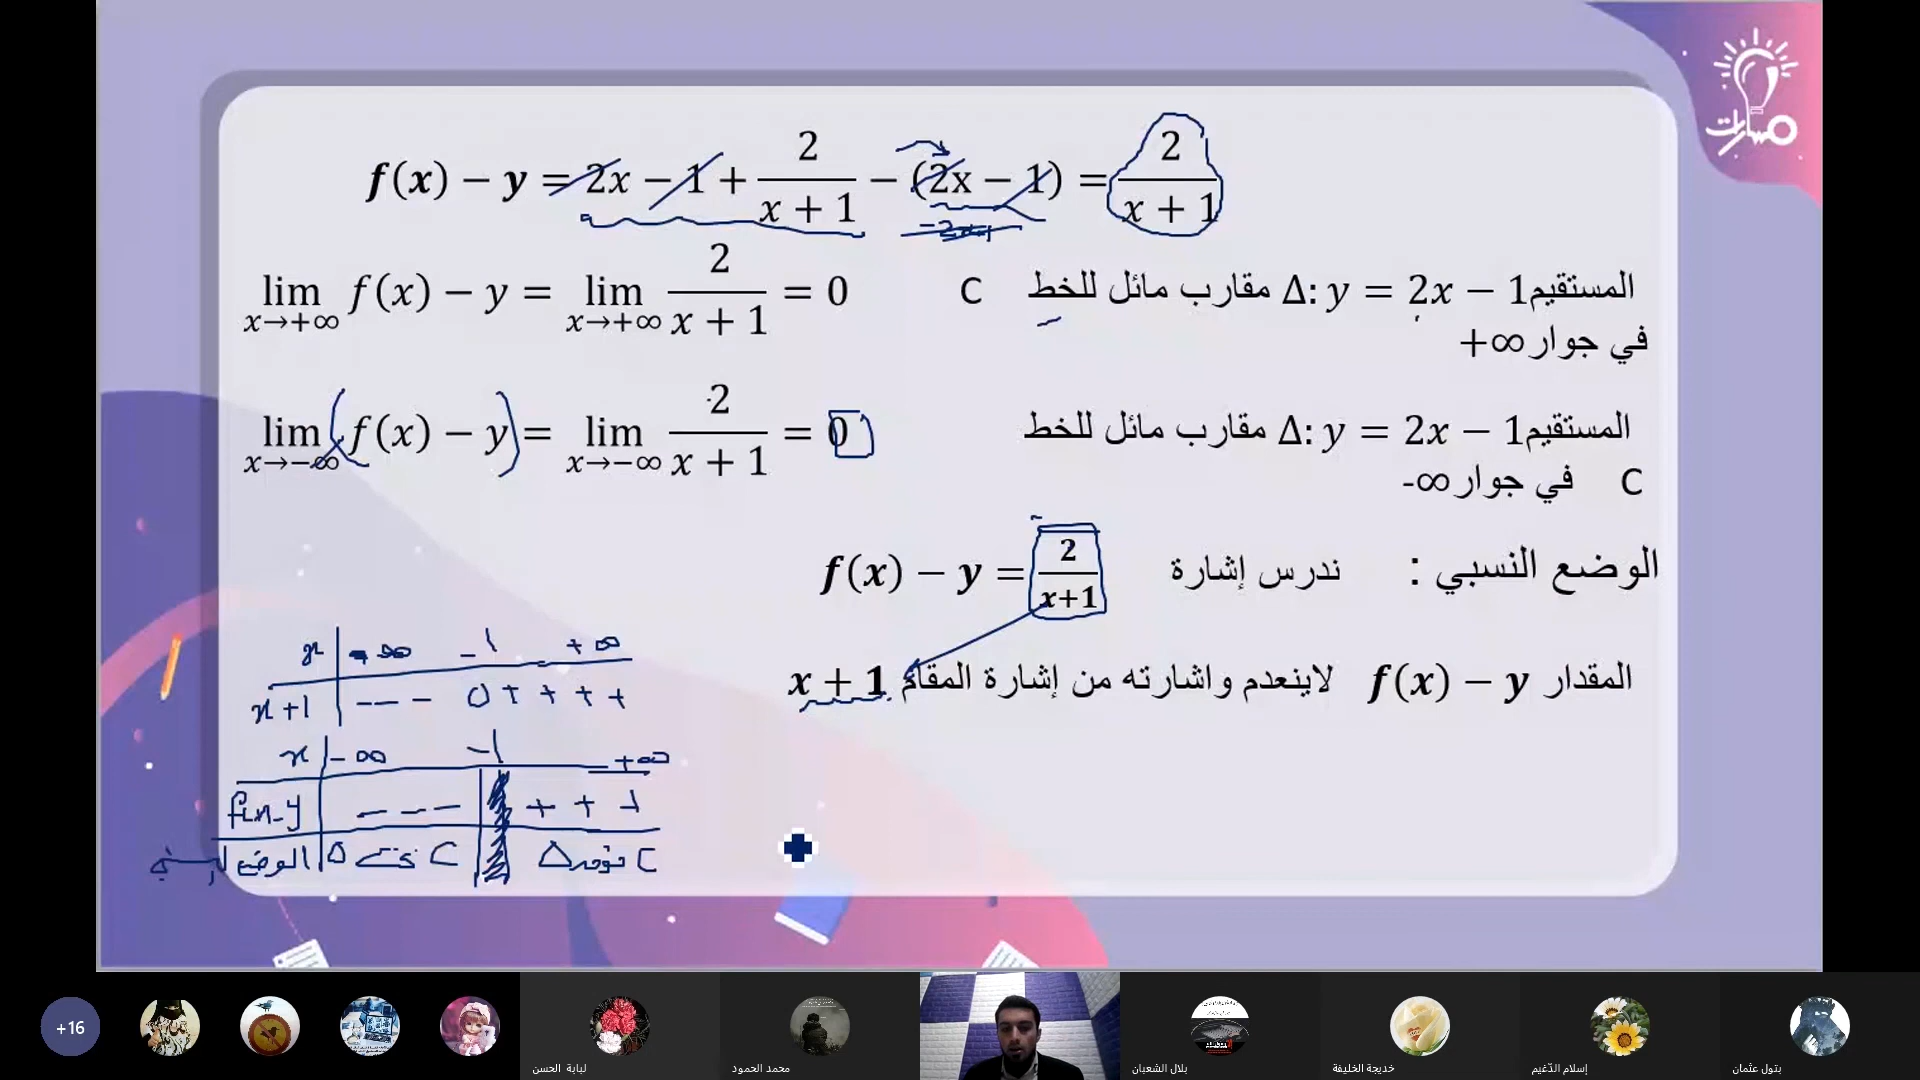 مسارات
f(x) − y = 2x − 1 + 2/(x + 1) − (2x − 1) = 2/(x + 1)
−2x+1
lim x→+∞ f(x) − y = lim x→+∞ 2/(x + 1) = 0
المستقيم Δ: y = 2x − 1 مقارب مائل للخط C
في جوار +∞
lim x→−∞ (f(x) − y) = lim x→−∞ 2/(x + 1) = 0
المستقيم Δ: y = 2x − 1 مقارب مائل للخط
C في جوار -∞
الوضع النسبي : ندرس إشارة f(x) − y = 2/(x+1)
المقدار f(x) − y لاينعدم واشارته من إشارة المقام x + 1
x −∞ −1 +∞
x+1 − − − 0 + + + +
x −∞ −1 +∞
f(x)-y − − − + + +
الوضع النسبي C تحت Δ C فوق Δ
+16
لبابة الحسن
محمد الحمود
بلال الشعبان
خديجة الخليفة
إسلام الدغيم
بتول عثمان